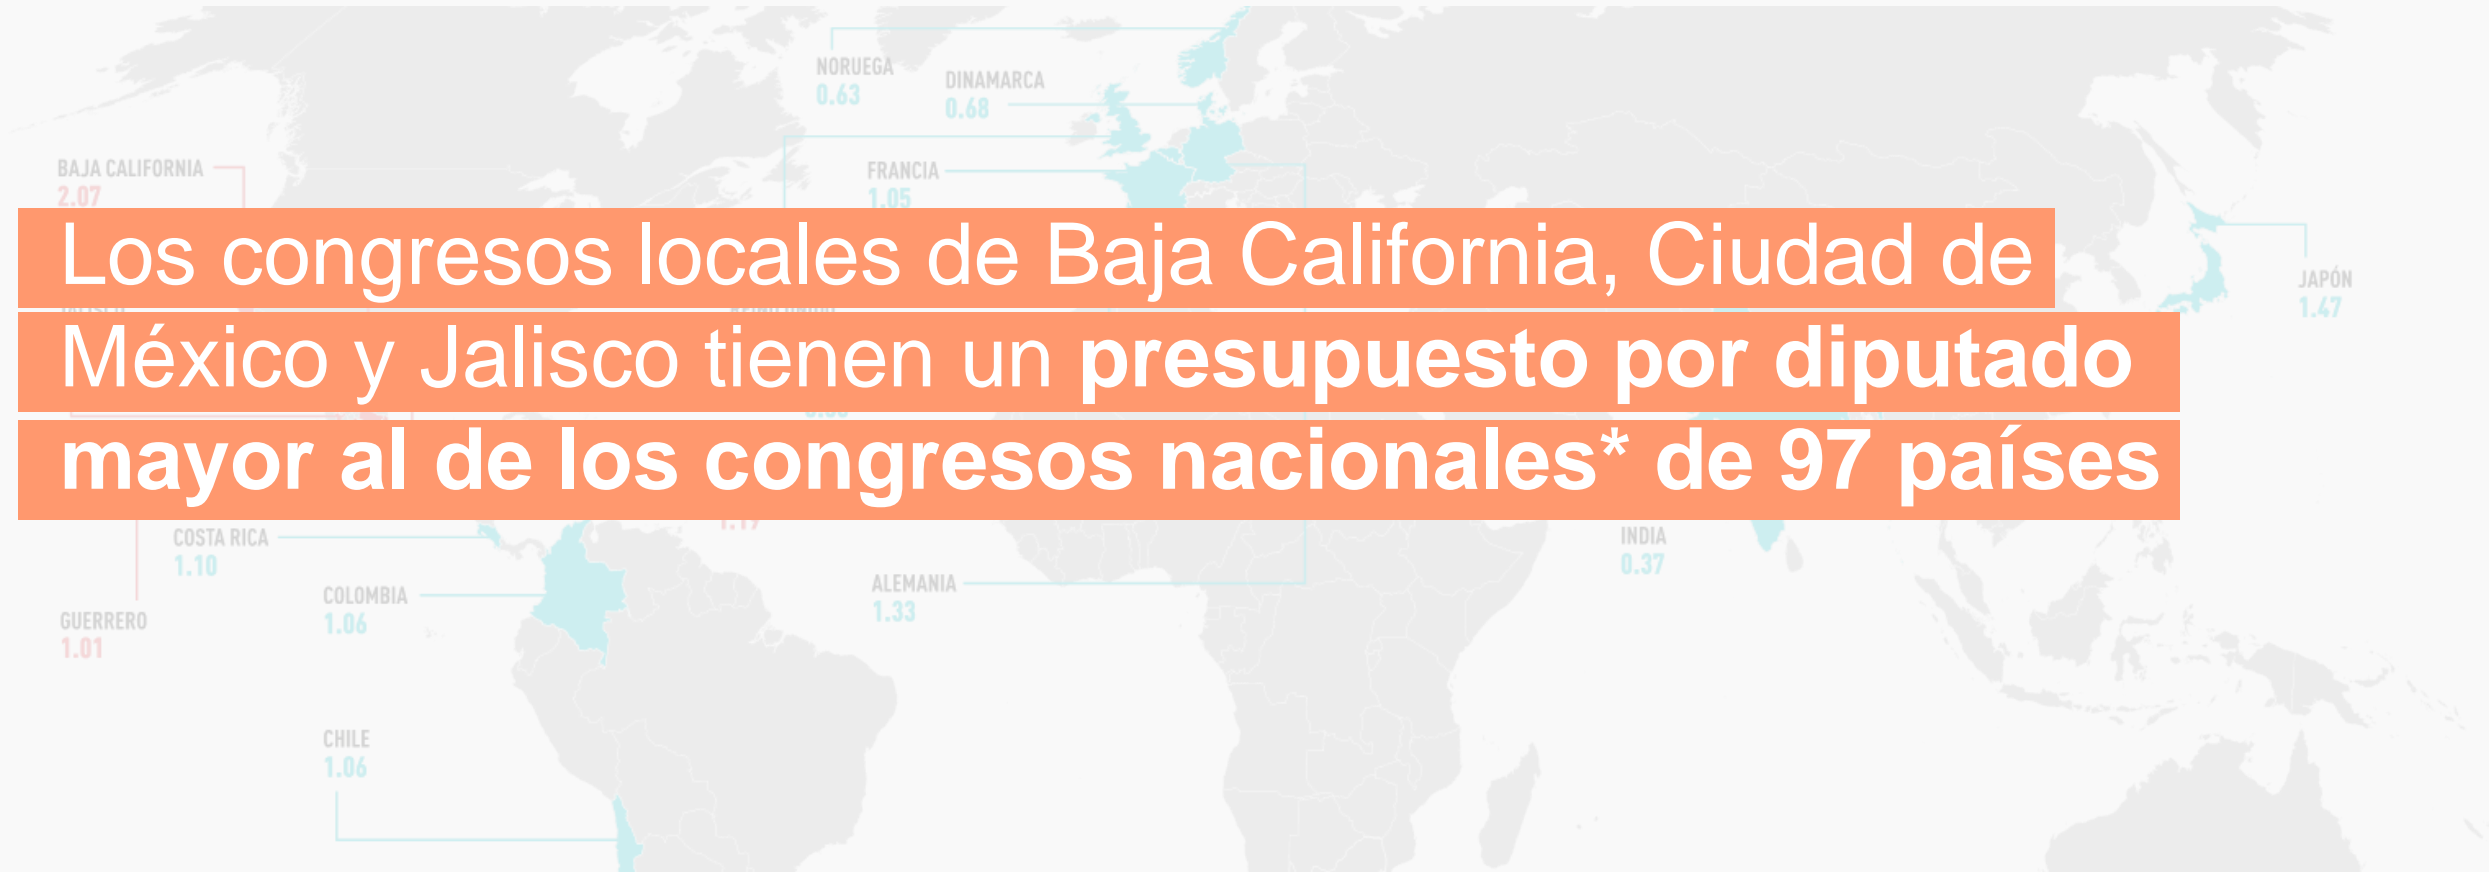 NORUEGA
0.63
DINAMARCA
0.68
BAJA CALIFORNIA
2.07
FRANCIA
1.05
Los congresos locales de Baja California, Ciudad de
México y Jalisco tienen un presupuesto por diputado
mayor al de los congresos nacionales* de 97 países
JAPÓN
1.47
COSTA RICA
1.10
INDIA
0.37
COLOMBIA
1.06
ALEMANIA
1.33
GUERRERO
1.01
CHILE
1.06